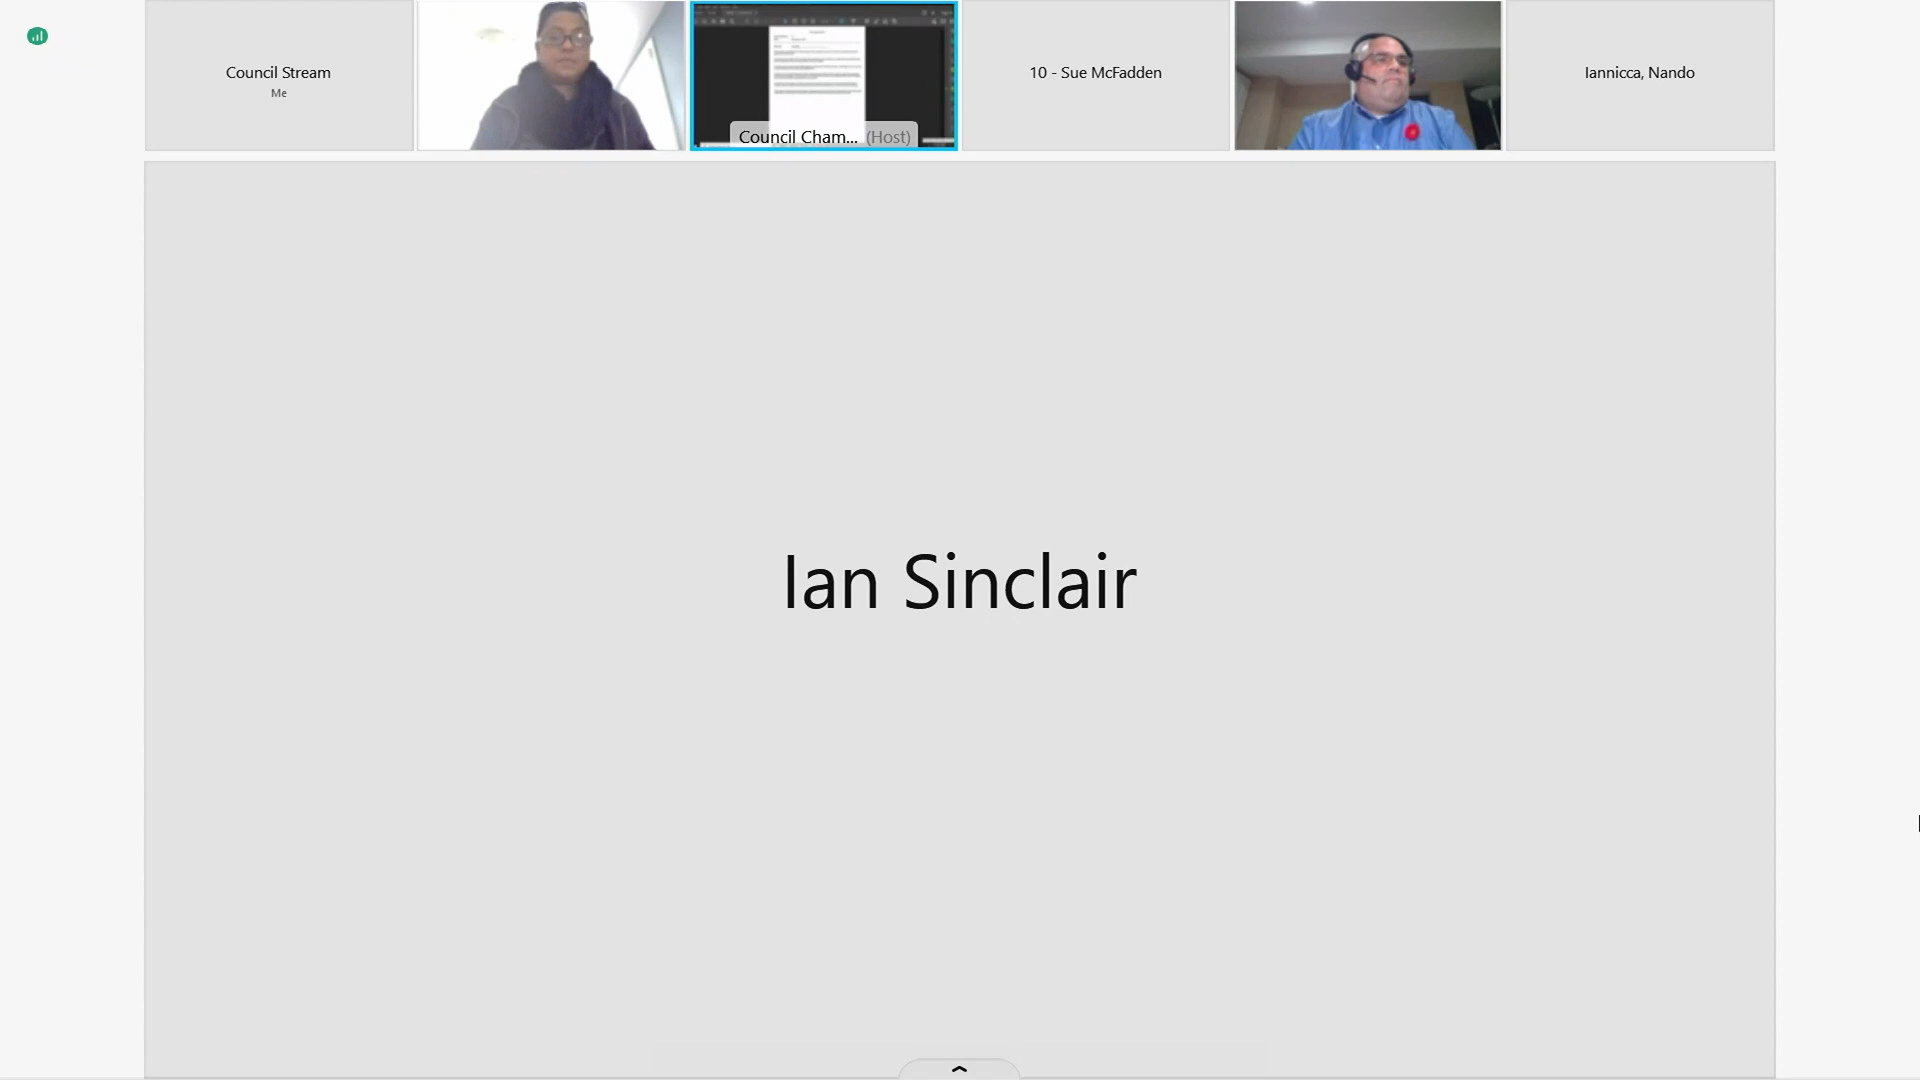 Council Stream
Me
Council Cham... (Host)
10 - Sue McFadden
Iannicca, Nando
Ian Sinclair